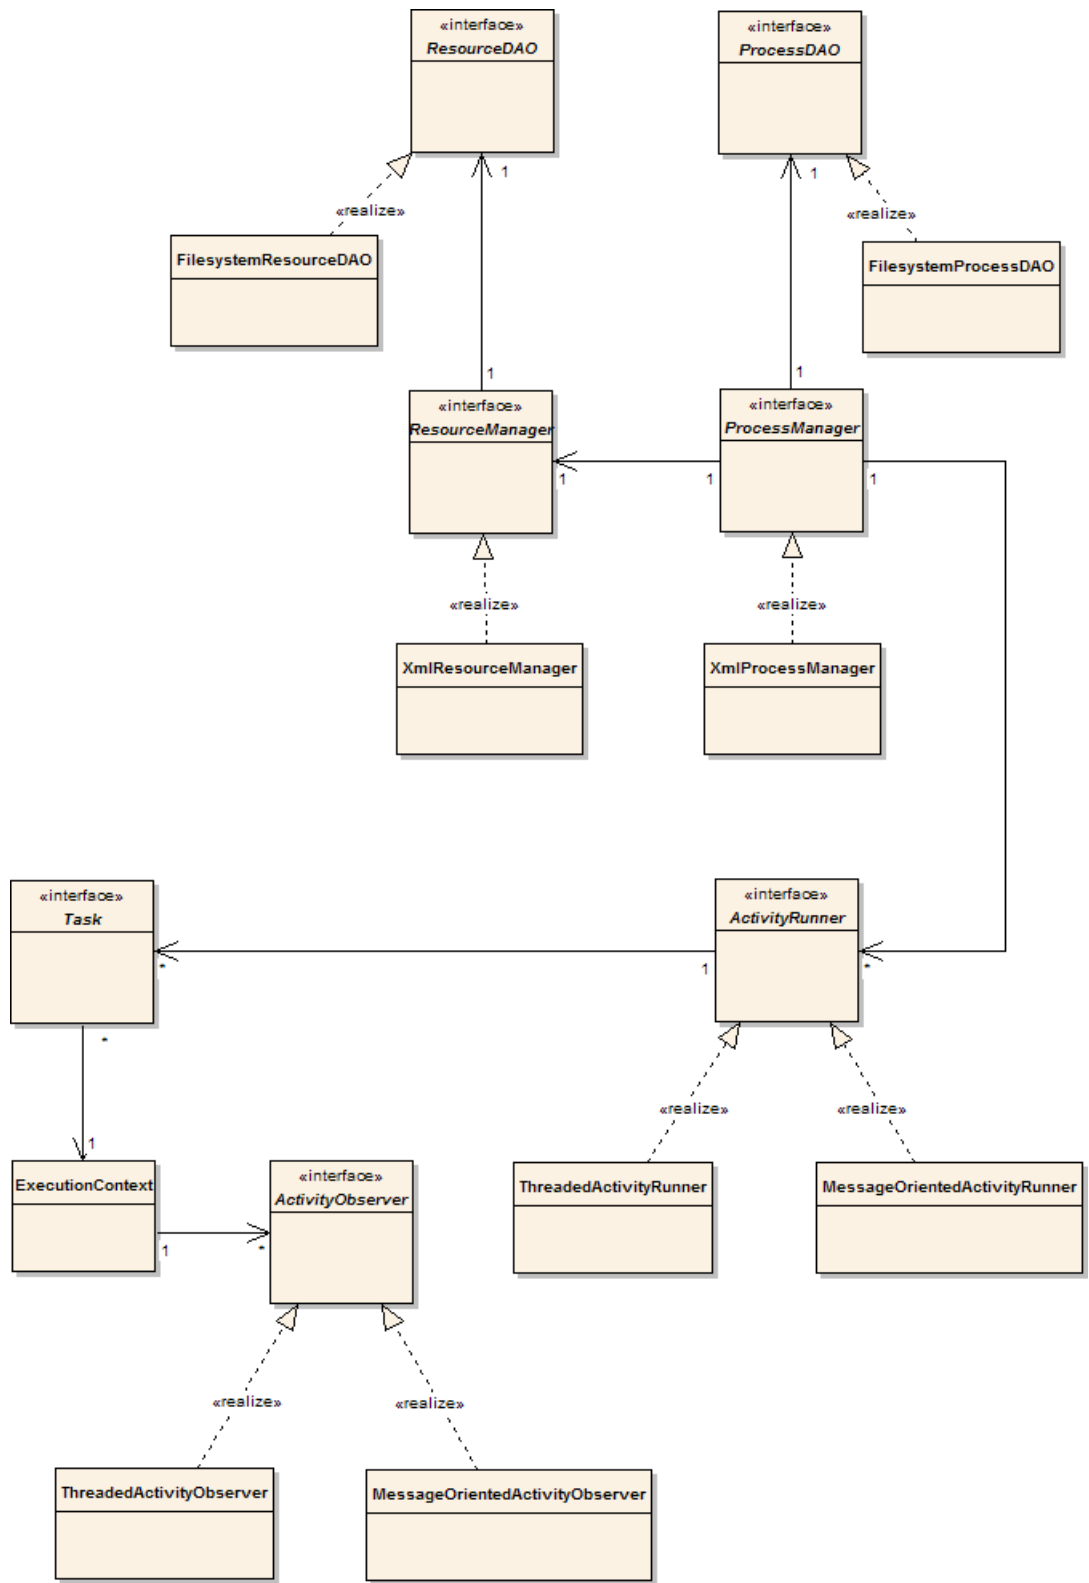 «interface»
ResourceDAO
«interface»
ProcessDAO
1
1
«realize»
«realize»
FilesystemResourceDAO
FilesystemProcessDAO
1
1
«interface»
ResourceManager
«interface»
ProcessManager
1
1
1
«realize»
«realize»
XmlResourceManager
XmlProcessManager
«interface»
Task
«interface»
ActivityRunner
*
1
*
*
«realize»
«realize»
1
ExecutionContext
«interface»
ActivityObserver
ThreadedActivityRunner
MessageOrientedActivityRunner
1
*
«realize»
«realize»
ThreadedActivityObserver
MessageOrientedActivityObserver